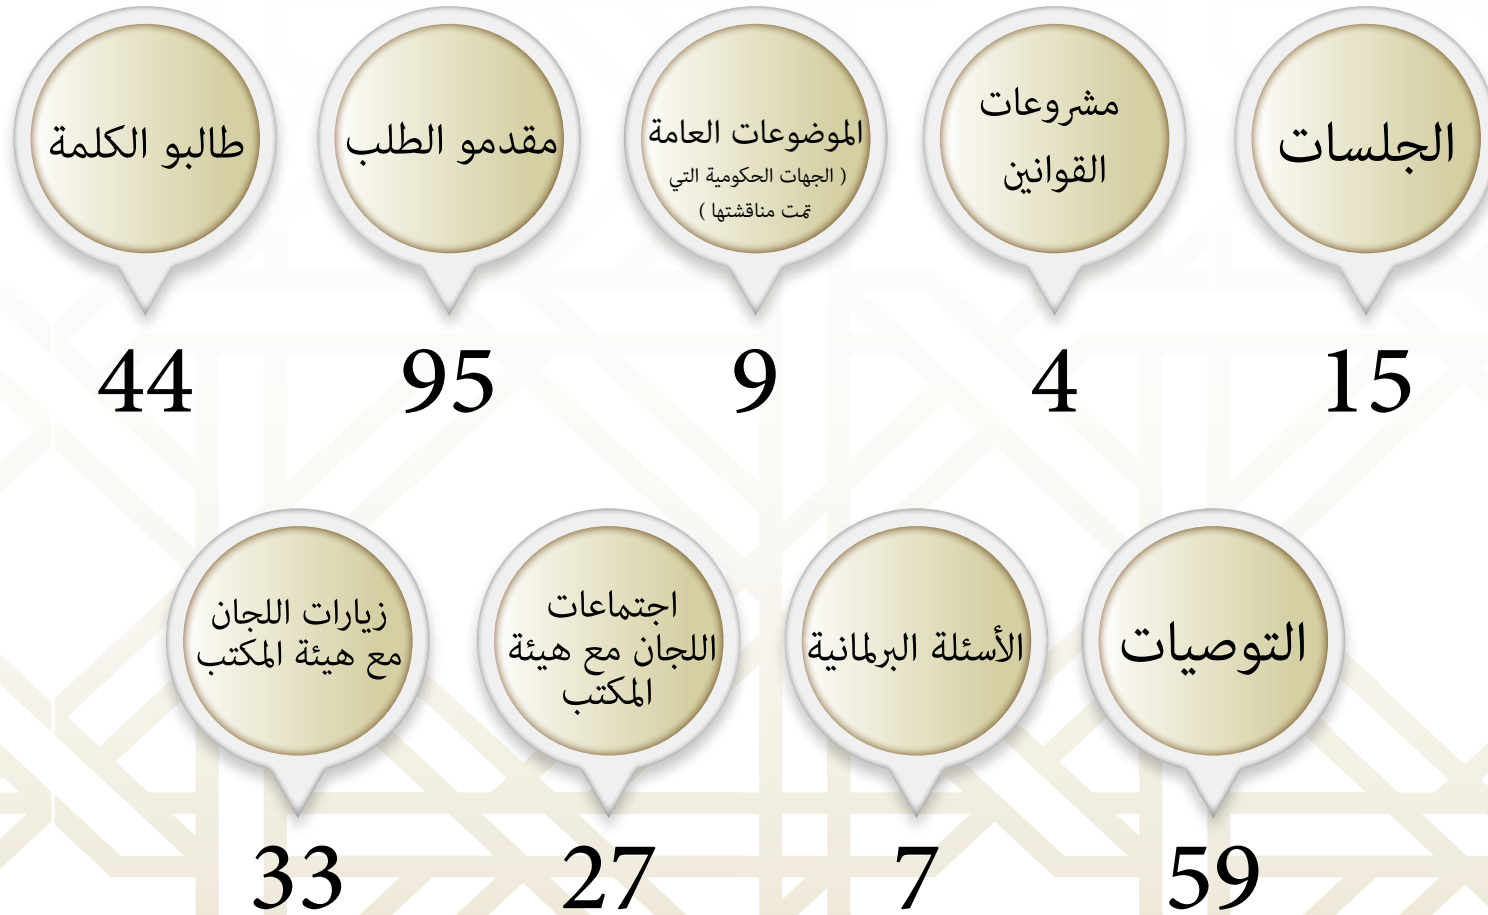 الجلسات
15
مشروعات
القوانين
4
الموضوعات العامة
( الجهات الحكومية التي
تمت مناقشتها )
9
مقدمو الطلب
95
طالبو الكلمة
44
التوصيات
59
الأسئلة البرلمانية
7
اجتماعات
اللجان مع هيئة
المكتب
27
زيارات اللجان
مع هيئة المكتب
33